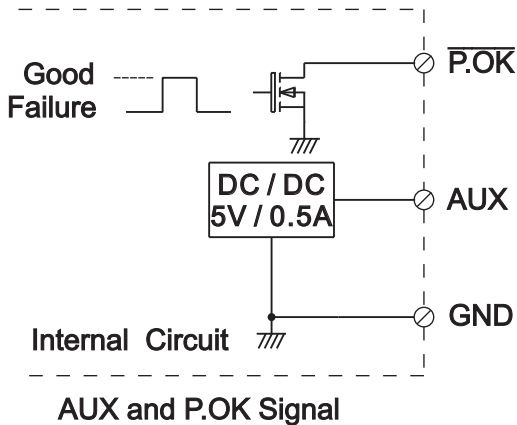 P.OK
Good
Failure
DC / DC
5V / 0.5A
AUX
GND
Internal Circuit
AUX and P.OK Signal